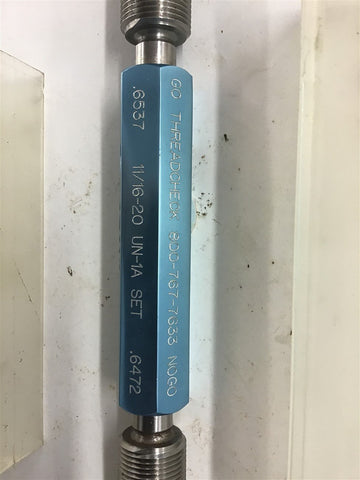 GO THREADCHECK 800-767-7633 NOGO
.6537 11/16-20 UN-1A SET .6472